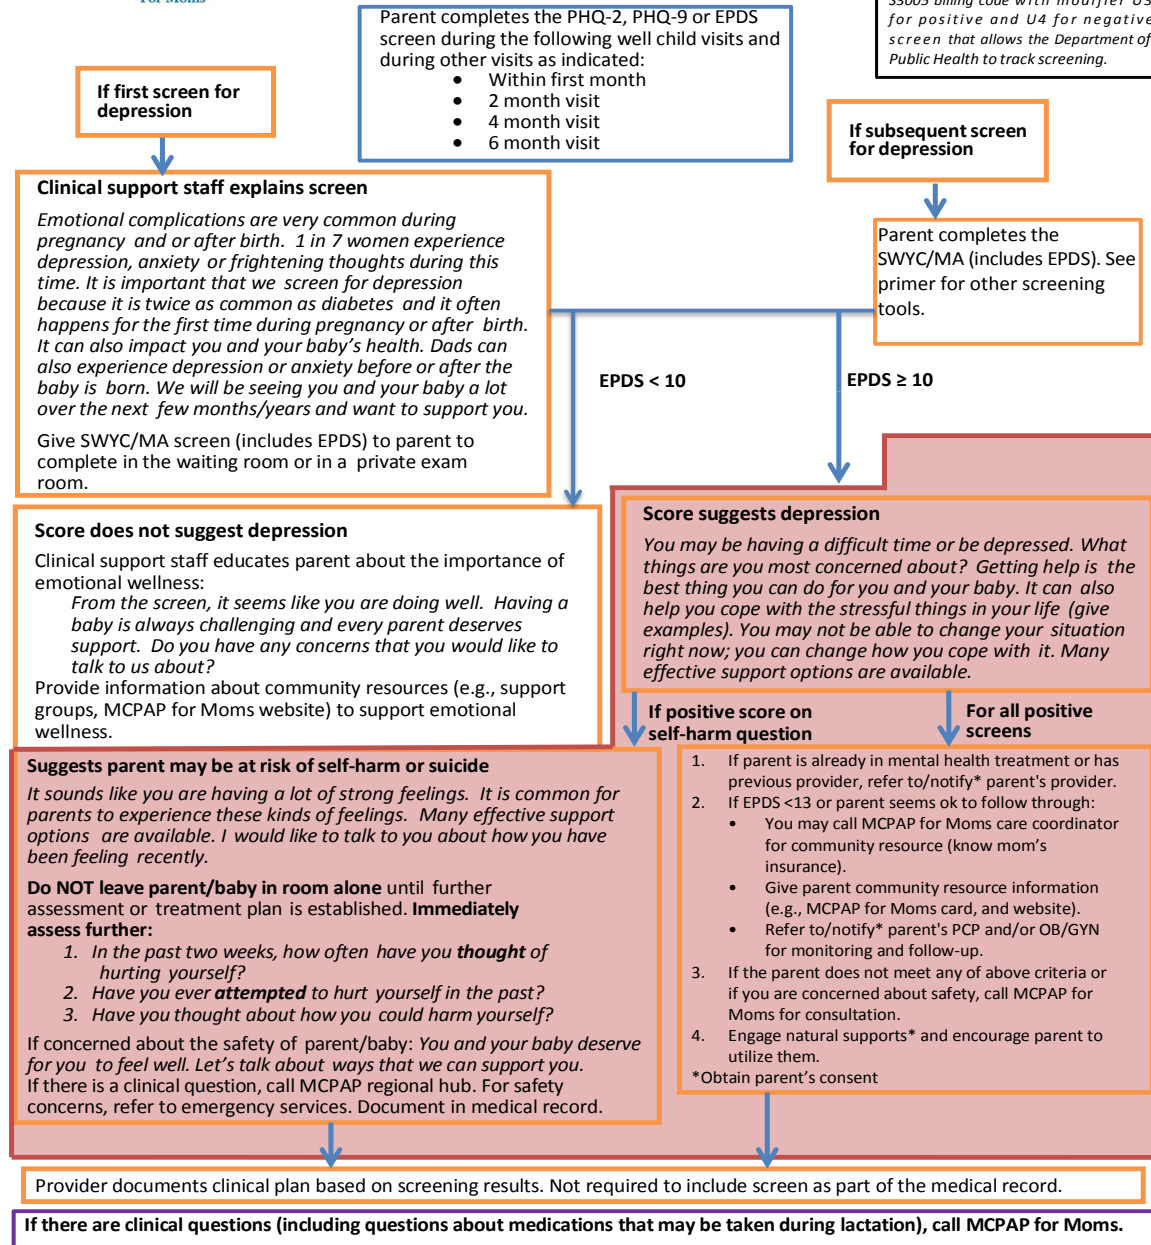 For Moms
Parent completes the PHQ-2, PHQ-9 or EPDS
screen during the following well child visits and
during other visits as indicated:
• Within first month
• 2 month visit
• 4 month visit
• 6 month visit
S3005 billing code with modifier U3
for positive and U4 for negative
screen that allows the Department of
Public Health to track screening.
If first screen for
depression
If subsequent screen
for depression
Clinical support staff explains screen
Emotional complications are very common during
pregnancy and or after birth. 1 in 7 women experience
depression, anxiety or frightening thoughts during this
time. It is important that we screen for depression
because it is twice as common as diabetes and it often
happens for the first time during pregnancy or after birth.
It can also impact you and your baby's health. Dads can
also experience depression or anxiety before or after the
baby is born. We will be seeing you and your baby a lot
over the next few months/years and want to support you.
Give SWYC/MA screen (includes EPDS) to parent to
complete in the waiting room or in a private exam
room.
Parent completes the
SWYC/MA (includes EPDS). See
primer for other screening
tools.
EPDS < 10
EPDS ≥ 10
Score does not suggest depression
Clinical support staff educates parent about the importance of
emotional wellness:
From the screen, it seems like you are doing well. Having a
baby is always challenging and every parent deserves
support. Do you have any concerns that you would like to
talk to us about?
Provide information about community resources (e.g., support
groups, MCPAP for Moms website) to support emotional
wellness.
Score suggests depression
You may be having a difficult time or be depressed. What
things are you most concerned about? Getting help is the
best thing you can do for you and your baby. It can also
help you cope with the stressful things in your life (give
examples). You may not be able to change your situation
right now; you can change how you cope with it. Many
effective support options are available.
If positive score on
self-harm question
For all positive
screens
Suggests parent may be at risk of self-harm or suicide
It sounds like you are having a lot of strong feelings. It is common for
parents to experience these kinds of feelings. Many effective support
options are available. I would like to talk to you about how you have
been feeling recently.
Do NOT leave parent/baby in room alone until further
assessment or treatment plan is established. Immediately
assess further:
1. In the past two weeks, how often have you thought of
hurting yourself?
2. Have you ever attempted to hurt yourself in the past?
3. Have you thought about how you could harm yourself?
If concerned about the safety of parent/baby: You and your baby deserve
for you to feel well. Let's talk about ways that we can support you.
If there is a clinical question, call MCPAP regional hub. For safety
concerns, refer to emergency services. Document in medical record.
1. If parent is already in mental health treatment or has
previous provider, refer to/notify* parent's provider.
2. If EPDS <13 or parent seems ok to follow through:
• You may call MCPAP for Moms care coordinator
for community resource (know mom's
insurance).
• Give parent community resource information
(e.g., MCPAP for Moms card, and website).
• Refer to/notify* parent's PCP and/or OB/GYN
for monitoring and follow-up.
3. If the parent does not meet any of above criteria or
if you are concerned about safety, call MCPAP for
Moms for consultation.
4. Engage natural supports* and encourage parent to
utilize them.
*Obtain parent's consent
Provider documents clinical plan based on screening results. Not required to include screen as part of the medical record.
If there are clinical questions (including questions about medications that may be taken during lactation), call MCPAP for Moms.